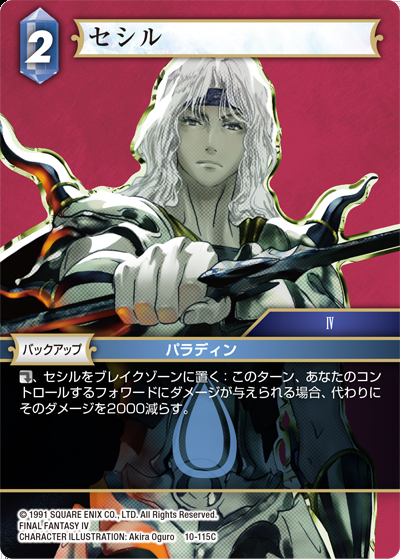 2
セシル
IV
バックアップ
パラディン
、セシルをブレイクゾーンに置く：このターン、あなたのコント
ロールするフォワードにダメージが与えられる場合、代わりに
そのダメージを2000減らす。
© 1991 SQUARE ENIX CO., LTD. All Rights Reserved.
FINAL FANTASY IV
CHARACTER ILLUSTRATION: Akira Oguro 10-115C